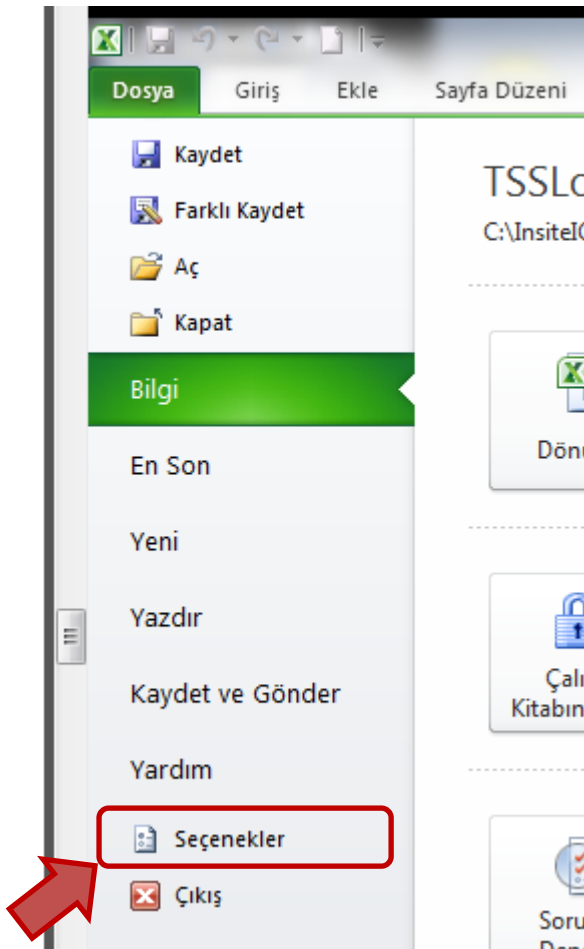 Dosya Giriş Ekle Sayfa Düzeni
Kaydet
Farklı Kaydet
Aç
Kapat
Bilgi
En Son
Yeni
Yazdır
Kaydet ve Gönder
Yardım
Seçenekler
Çıkış
C:\